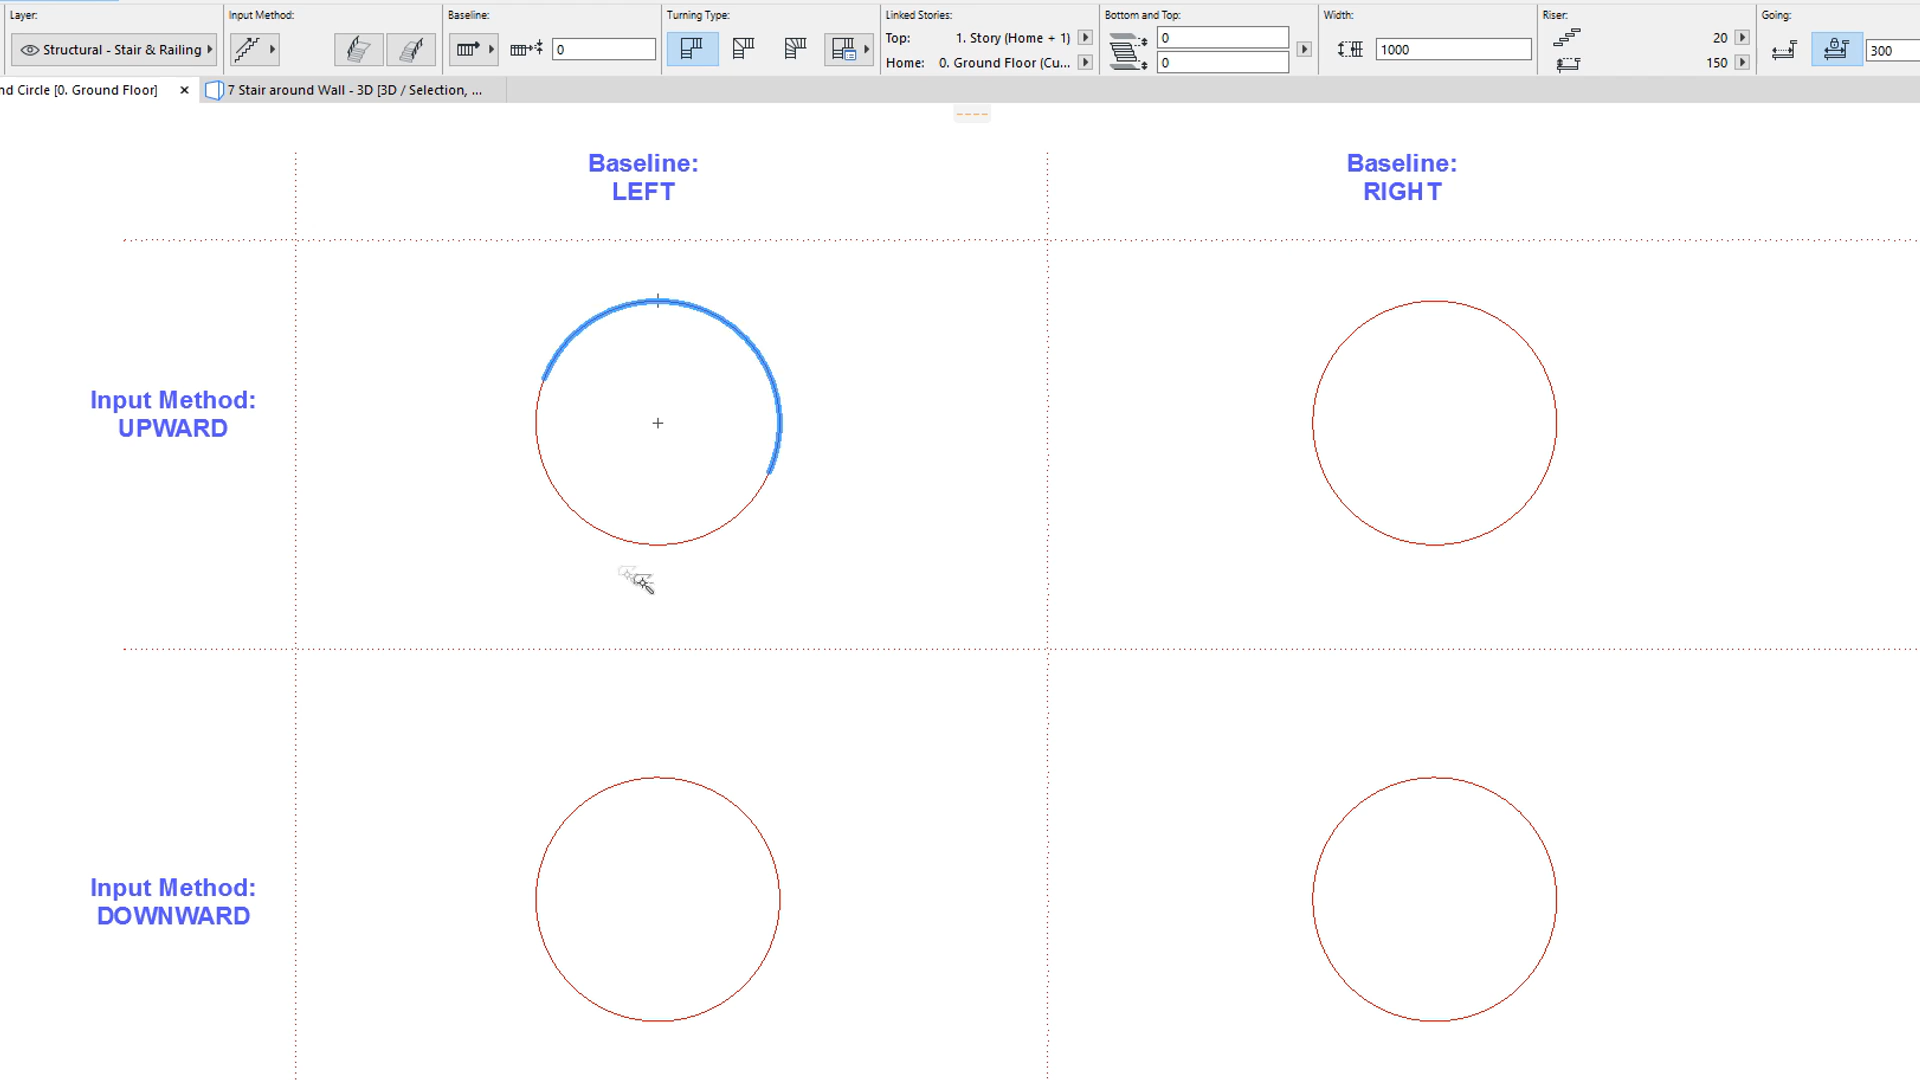 Layer:
Input Method:
Baseline:
Turning Type:
Linked Stories:
Bottom and Top:
Width:
Riser:
Going:
Structural - Stair & Railing
0
Top: 1. Story (Home + 1)
Home: 0. Ground Floor (Cu...
0
0
1000
20
150
300
nd Circle [0. Ground Floor]
7 Stair around Wall - 3D [3D / Selection, ...
Baseline:
LEFT
Baseline:
RIGHT
Input Method:
UPWARD
Input Method:
DOWNWARD